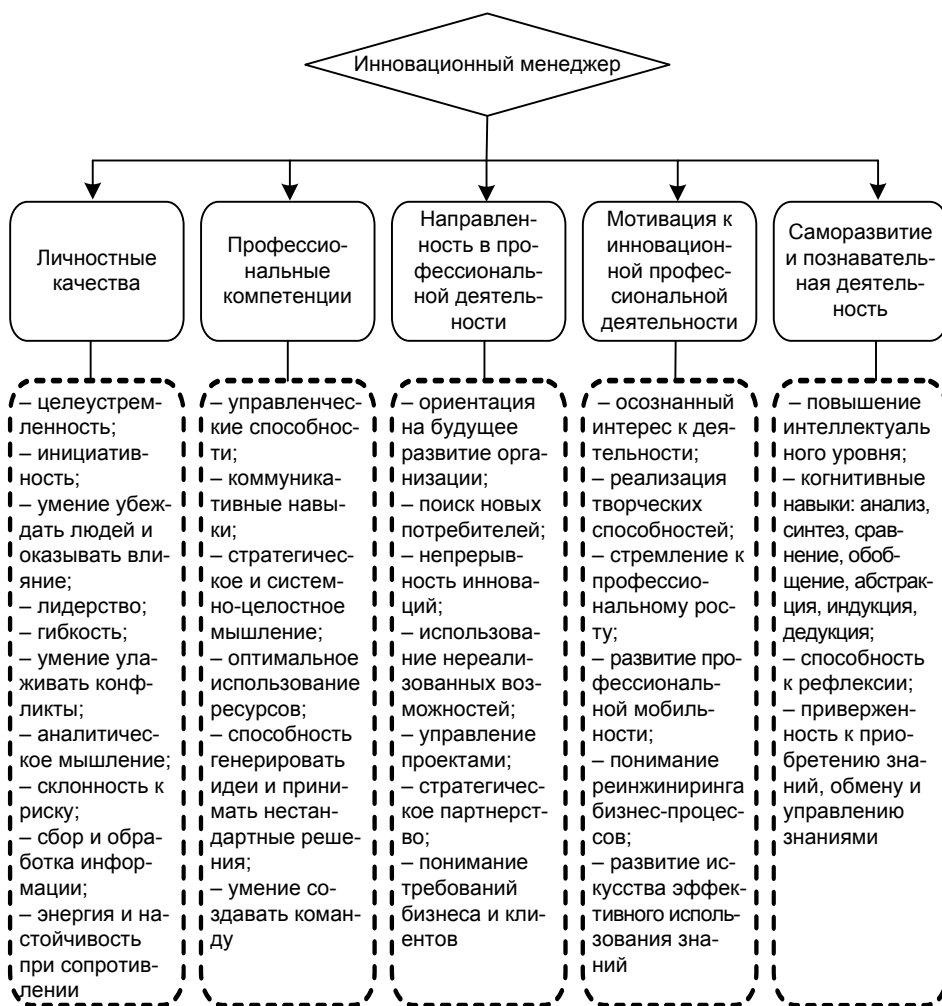 Инновационный менеджер
Личностные
качества
Профессио-
нальные
компетенции
Направлен-
ность в про-
фессиональ-
ной деятель-
ности
Мотивация к
инновацион-
ной профес-
сиональной
деятельности
Саморазвитие
и познаватель-
ная деятель-
ность
– целеустрем-
ленность;
– инициатив-
ность;
– умение убеж-
дать людей и
оказывать вли-
яние;
– лидерство;
– гибкость;
– умение ула-
живать конф-
ликты;
– аналитичес-
кое мышление;
– склонность к
риску;
– сбор и обра-
ботка инфор-
мации;
– энергия и на-
стойчивость
при сопротив-
лении
– управленчес-
кие способнос-
ти;
– коммуника-
тивные навы-
ки;
– стратегичес-
кое и систем-
но-целостное
мышление;
– оптимальное
использование
ресурсов;
– способность
генерировать
идеи и прини-
мать нестан-
дартные реше-
ния;
– умение со-
здавать коман-
ду
– ориентация
на будущее
развитие орга-
низации;
– поиск новых
потребителей;
– непрерыв-
ность иннова-
ций;
– использова-
ние нереали-
зованных воз-
можностей;
– управление
проектами;
– стратегичес-
кое партнерст-
во;
– понимание
требований
бизнеса и кли-
ентов
– осознанный
интерес к дея-
тельности;
– реализация
творческих
способностей;
– стремление к
профессио-
нальному рос-
ту;
– развитие про-
фессиональ-
ной мобиль-
ности;
– понимание
реинжиниринга
бизнес-процес-
сов;
– развитие ис-
кусства эффек-
тивного исполь-
зования зна-
ний
– повышение
интеллектуаль
ного уровня;
– когнитивные
навыки: анализ,
синтез, срав-
нение, обоб-
щение, абстрак-
ция, индукция,
дедукция;
– способность
к рефлексии;
– привержен-
ность к прио-
бретению зна-
ний, обмену и
управлению
знаниями